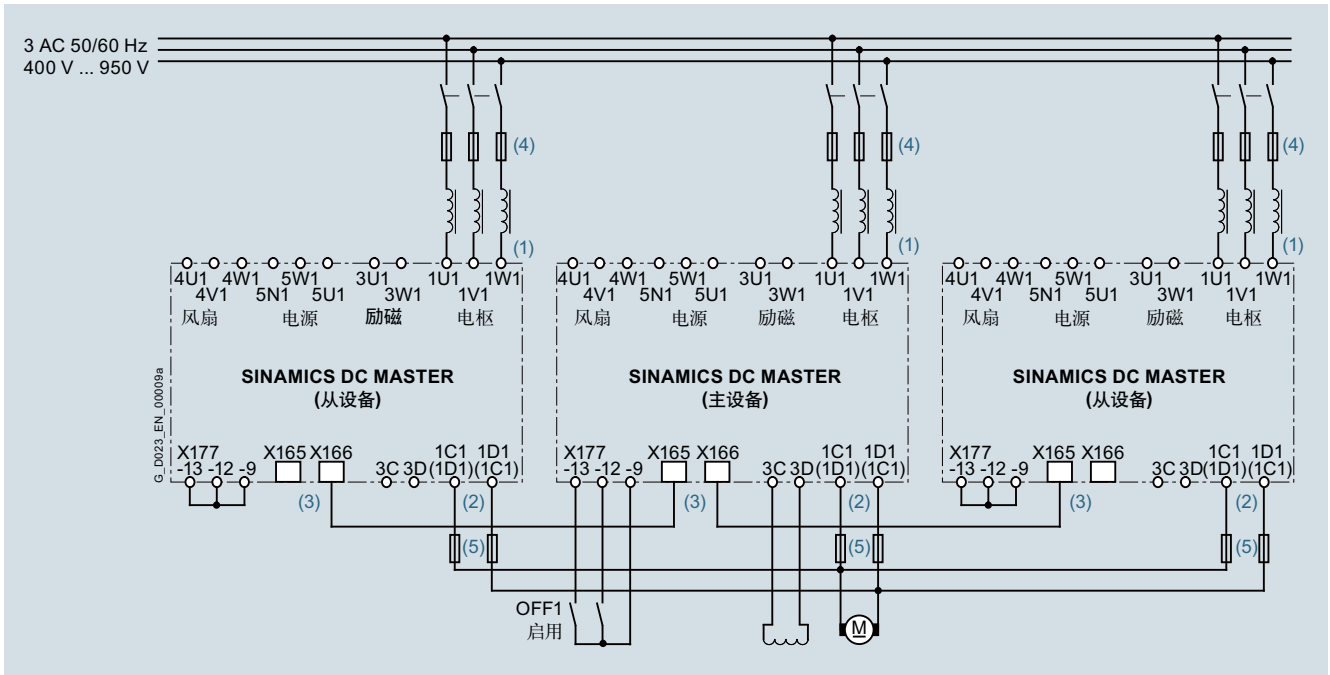 3 AC 50/60 Hz
400 V ... 950 V
(4) (4) (4)
(1) (1) (1)
4U1 4W1 5W1 3U1 1U1 1W1
4V1 5N1 5U1 3W1 1V1
风扇 电源 励磁 电枢
SINAMICS DC MASTER
(从设备)
4U1 4W1 5W1 3U1 1U1 1W1
4V1 5N1 5U1 3W1 1V1
风扇 电源 励磁 电枢
SINAMICS DC MASTER
(主设备)
4U1 4W1 5W1 3U1 1U1 1W1
4V1 5N1 5U1 3W1 1V1
风扇 电源 励磁 电枢
SINAMICS DC MASTER
(从设备)
G_D023_EN_00009a
X177 X165 X166 1C1 1D1
-13 -12 -9 3C 3D (1D1) (1C1)
(3) (2)
(5)
X177 X165 X166 1C1 1D1
-13 -12 -9 3C 3D (1D1) (1C1)
(3) (2)
(5)
X177 X165 X166 1C1 1D1
-13 -12 -9 3C 3D (1D1) (1C1)
(3) (2)
(5)
OFF1
启用
M